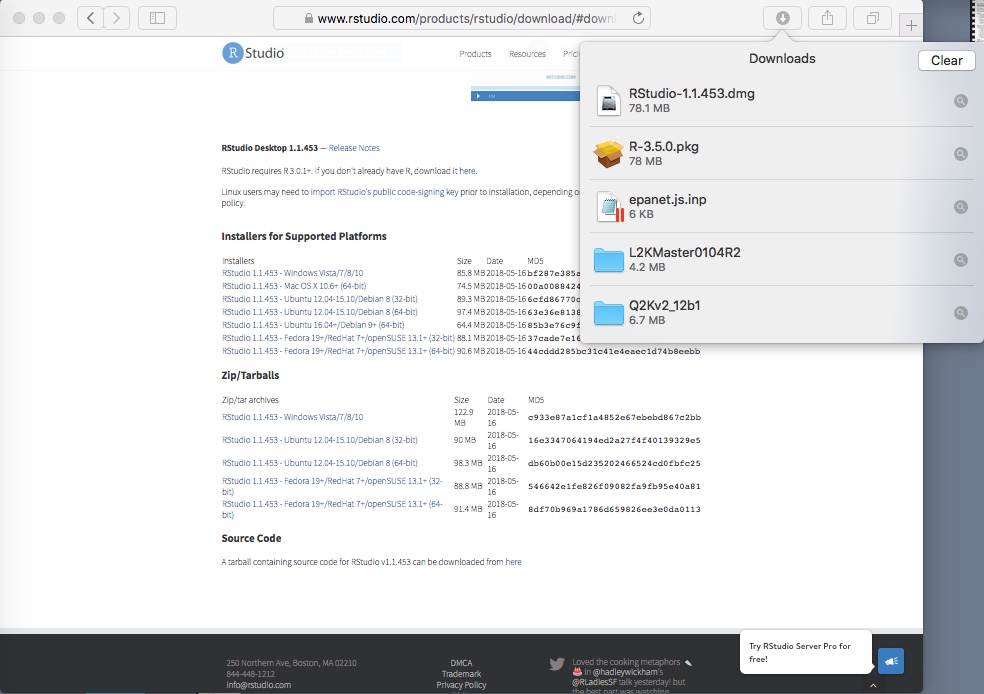 www.rstudio.com/products/rstudio/download/#down
R Studio
Products Resources
Downloads
Clear
RStudio-1.1.453.dmg
78.1 MB
R-3.5.0.pkg
78 MB
epanet.js.inp
6 KB
L2KMaster0104R2
4.2 MB
Q2Kv2_12b1
6.7 MB
RStudio Desktop 1.1.453 — Release Notes
RStudio requires R 3.0.1+. If you don't already have R, download it here.
Linux users may need to import RStudio's public code-signing key prior to installation, depending
policy.
Installers for Supported Platforms
Installers Size Date MD5
RStudio 1.1.453 - Windows Vista/7/8/10 85.8 MB 2018-05-16 bf287e385a
RStudio 1.1.453 - Mac OS X 10.6+ (64-bit) 74.5 MB 2018-05-16 00a0088424
RStudio 1.1.453 - Ubuntu 12.04-15.10/Debian 8 (32-bit) 89.3 MB 2018-05-16 6cfd86770c
RStudio 1.1.453 - Ubuntu 12.04-15.10/Debian 8 (64-bit) 97.4 MB 2018-05-16 63e36e8138
RStudio 1.1.453 - Ubuntu 16.04+/Debian 9+ (64-bit) 64.4 MB 2018-05-16 85b3e76c9f
RStudio 1.1.453 - Fedora 19+/RedHat 7+/openSUSE 13.1+ (32-bit) 88.1 MB 2018-05-16 37cade7e16
RStudio 1.1.453 - Fedora 19+/RedHat 7+/openSUSE 13.1+ (64-bit) 90.6 MB 2018-05-16 44cddd285bc31c41e4eaec1d74b8eebb
Zip/Tarballs
Zip/tar archives Size Date MD5
RStudio 1.1.453 - Windows Vista/7/8/10 122.9 MB 2018-05-16 c933e87a1cf1a4852e67ebebd867c2bb
RStudio 1.1.453 - Ubuntu 12.04-15.10/Debian 8 (32-bit) 90 MB 2018-05-16 16e3347064194ed2a27f4f40139329e5
RStudio 1.1.453 - Ubuntu 12.04-15.10/Debian 8 (64-bit) 98.3 MB 2018-05-16 db60b00e15d235202466524cd0fbfc25
RStudio 1.1.453 - Fedora 19+/RedHat 7+/openSUSE 13.1+ (32-bit) 88.8 MB 2018-05-16 546642e1fe826f09082fa9fb95e40a81
RStudio 1.1.453 - Fedora 19+/RedHat 7+/openSUSE 13.1+ (64-bit) 91.4 MB 2018-05-16 8df70b969a1786d659826ee3e0da0113
Source Code
A tarball containing source code for RStudio v1.1.453 can be downloaded from here
Try RStudio Server Pro for
free!
250 Northern Ave, Boston, MA 02210
844-448-1212
info@rstudio.com
DMCA
Trademark
Privacy Policy
Loved the cooking metaphors
in @hadleywickham's
@RLadiesSF talk yesterday! but
the best part was watching